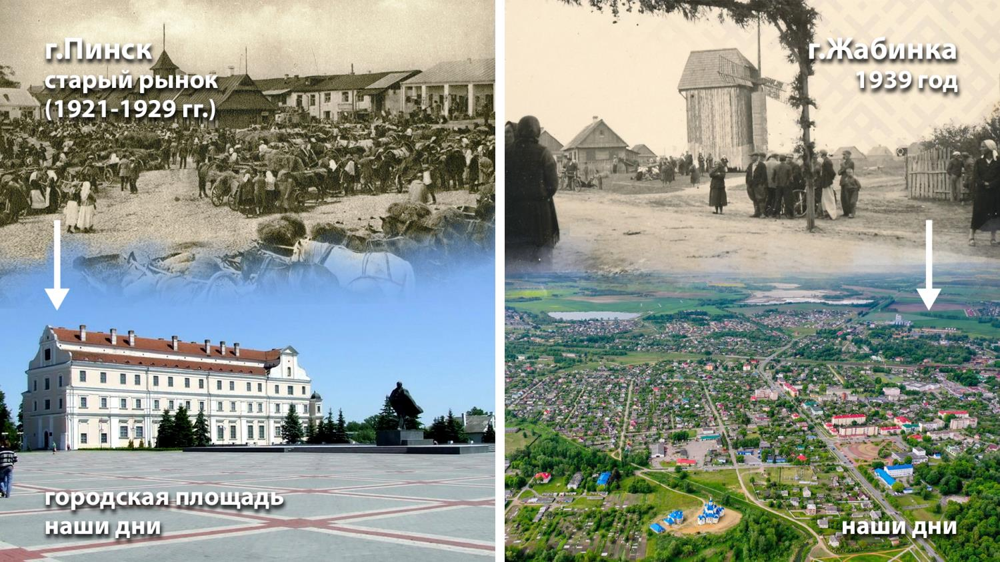 г.Пинск
старый рынок
(1921-1929 гг.)
городская площадь
наши дни
г.Жабинка
1939 год
наши дни